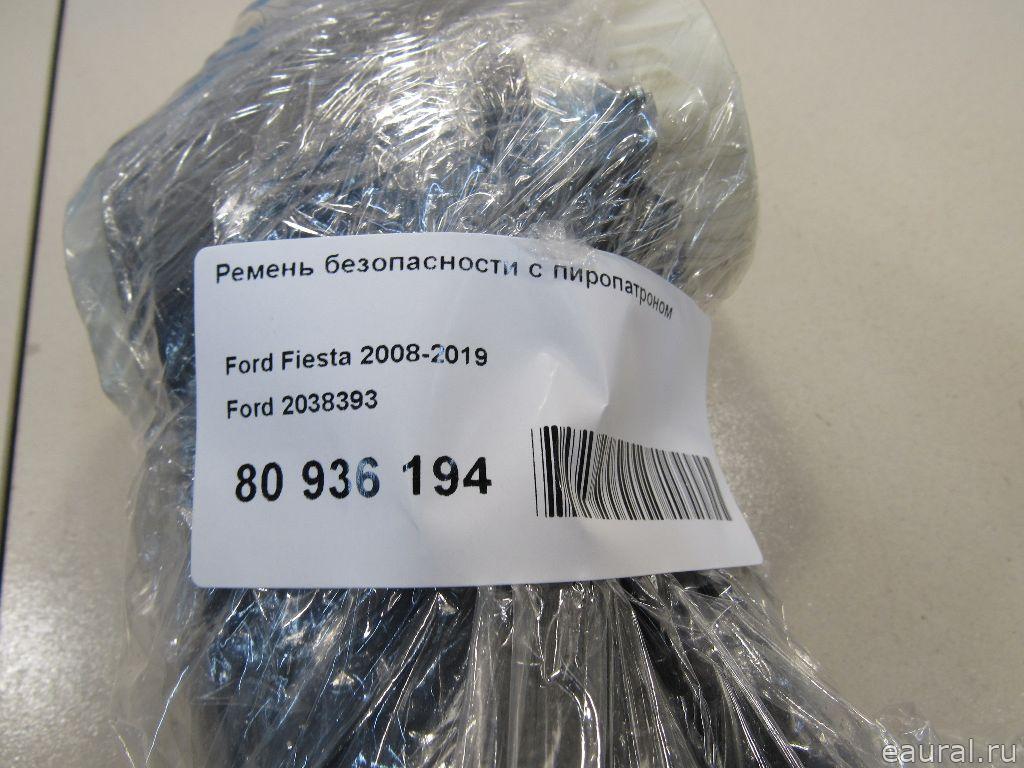 Ремень безопасности с пиропатроном
Ford Fiesta 2008-2019
Ford 2038393
80 936 194
eaural.ru